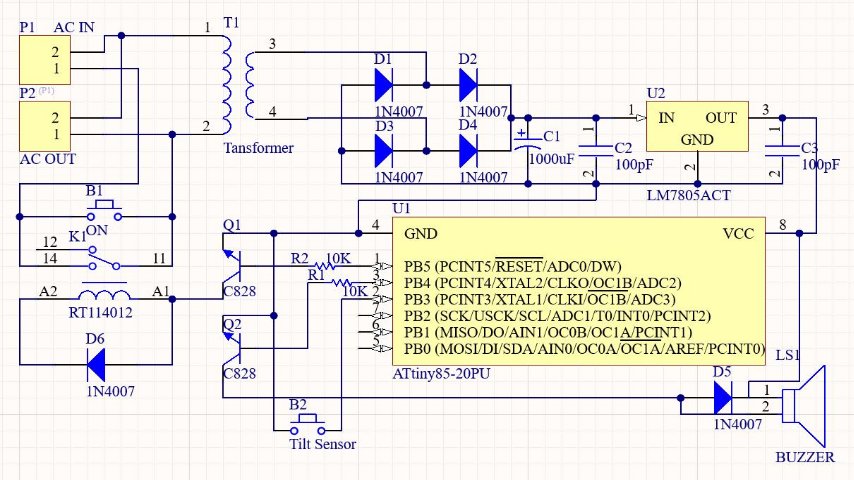 P1 AC IN
2
1
P2 (P1)
2
1
AC OUT
T1
1
2
3
4
Tansformer
D1
1N4007
D2
1N4007
D3
1N4007
D4
1N4007
+
C1
1000uF
1
C2
100pF
2
U2
1
IN OUT
GND
3
2
LM7805ACT
1
C3
100pF
2
B1
ON
K1
12
14
11
A2
A1
RT114012
D6
1N4007
Q1
C828
Q2
C828
R2 10K
R1
10K
B2
Tilt Sensor
U1
4
GND
VCC
8
1
PB5 (PCINT5/RESET/ADC0/DW)
3
PB4 (PCINT4/XTAL2/CLKO/OC1B/ADC2)
2
PB3 (PCINT3/XTAL1/CLKI/OC1B/ADC3)
7
PB2 (SCK/USCK/SCL/ADC1/T0/INT0/PCINT2)
6
PB1 (MISO/DO/AIN1/OC0B/OC1A/PCINT1)
5
PB0 (MOSI/DI/SDA/AIN0/OC0A/OC1A/AREF/PCINT0)
ATtiny85-20PU
D5
1N4007
LS1
1
2
BUZZER